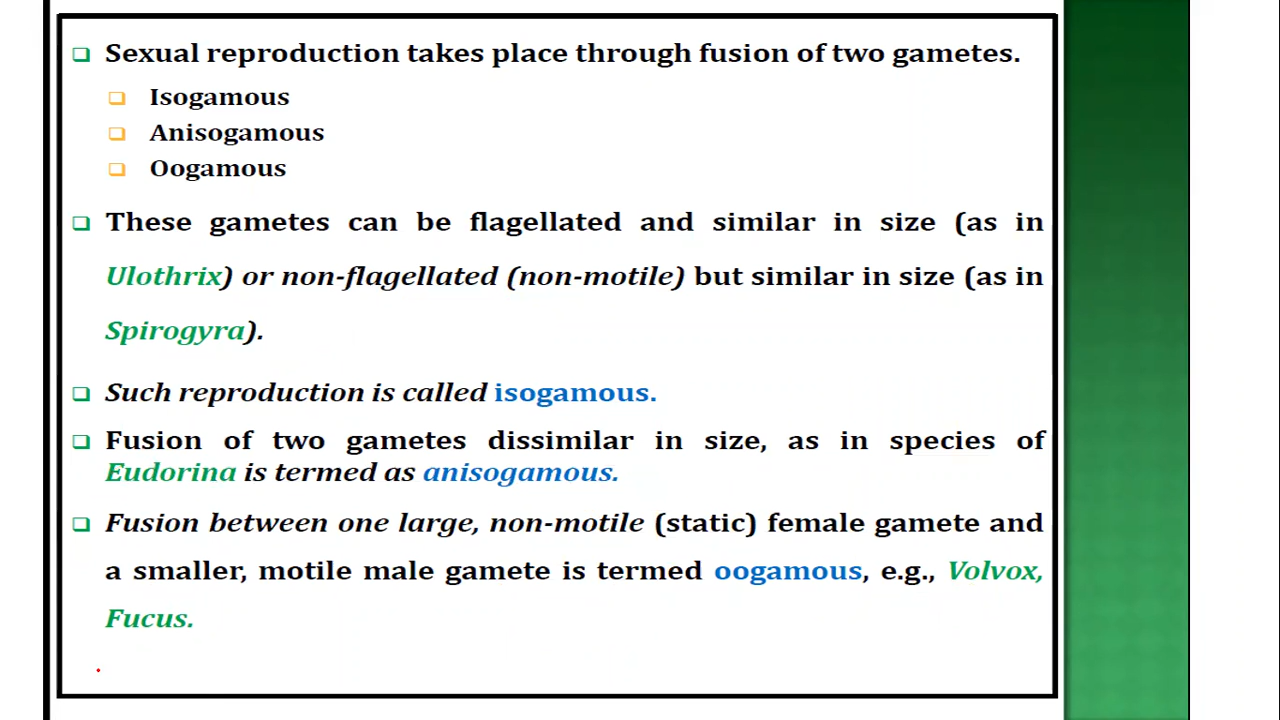 Sexual reproduction takes place through fusion of two gametes.
Isogamous
Anisogamous
Oogamous
These gametes can be flagellated and similar in size (as in
Ulothrix) or non-flagellated (non-motile) but similar in size (as in
Spirogyra).
Such reproduction is called isogamous.
Fusion of two gametes dissimilar in size, as in species of
Eudorina is termed as anisogamous.
Fusion between one large, non-motile (static) female gamete and
a smaller, motile male gamete is termed oogamous, e.g., Volvox,
Fucus.